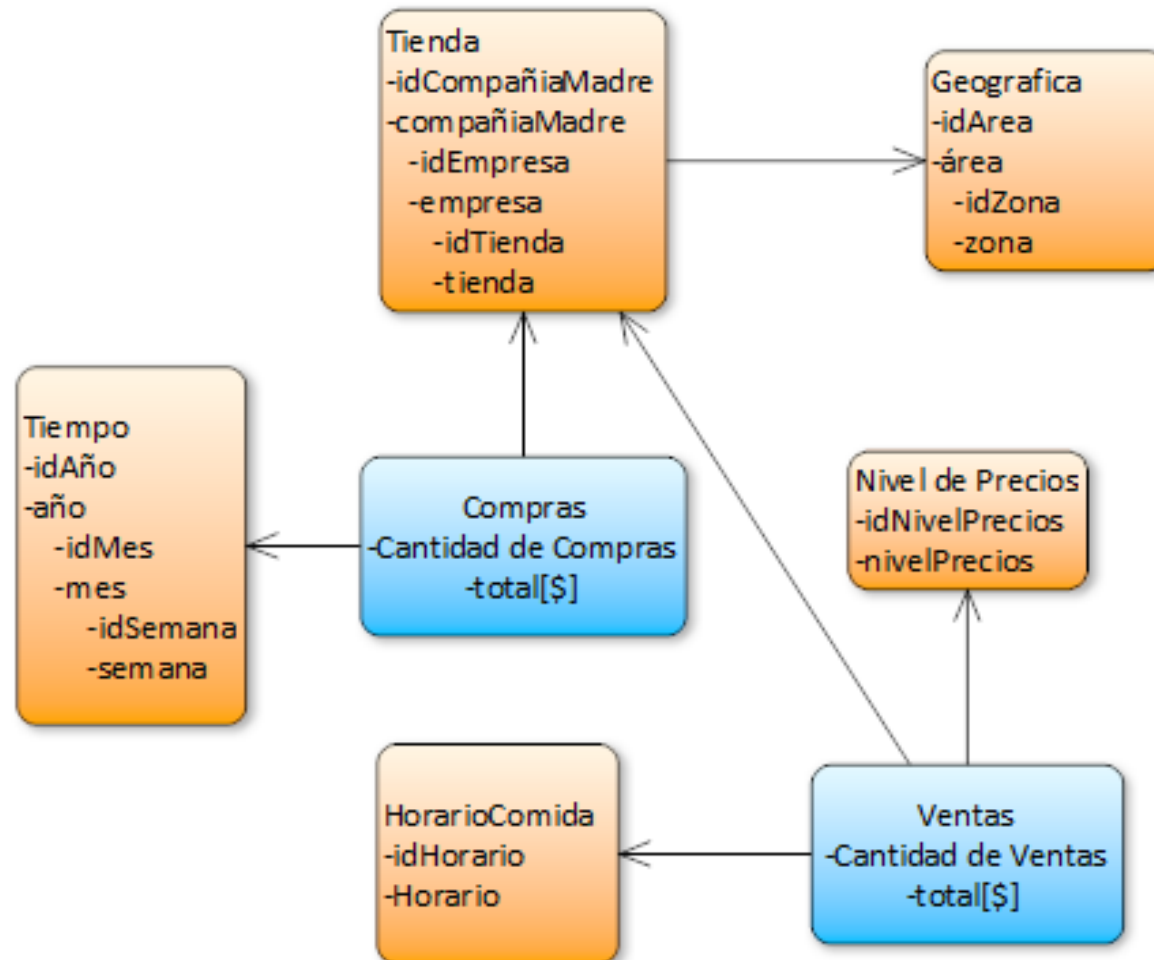 Tienda
-idCompañiaMadre
-compañiaMadre
-idEmpresa
-empresa
-idTienda
-tienda
Geografica
-idArea
-área
-idZona
-zona
Tiempo
-idAño
-año
-idMes
-mes
-idSemana
-semana
Compras
-Cantidad de Compras
-total[$]
Nivel de Precios
-idNivelPrecios
-nivelPrecios
HorarioComida
-idHorario
-Horario
Ventas
-Cantidad de Ventas
-total[$]